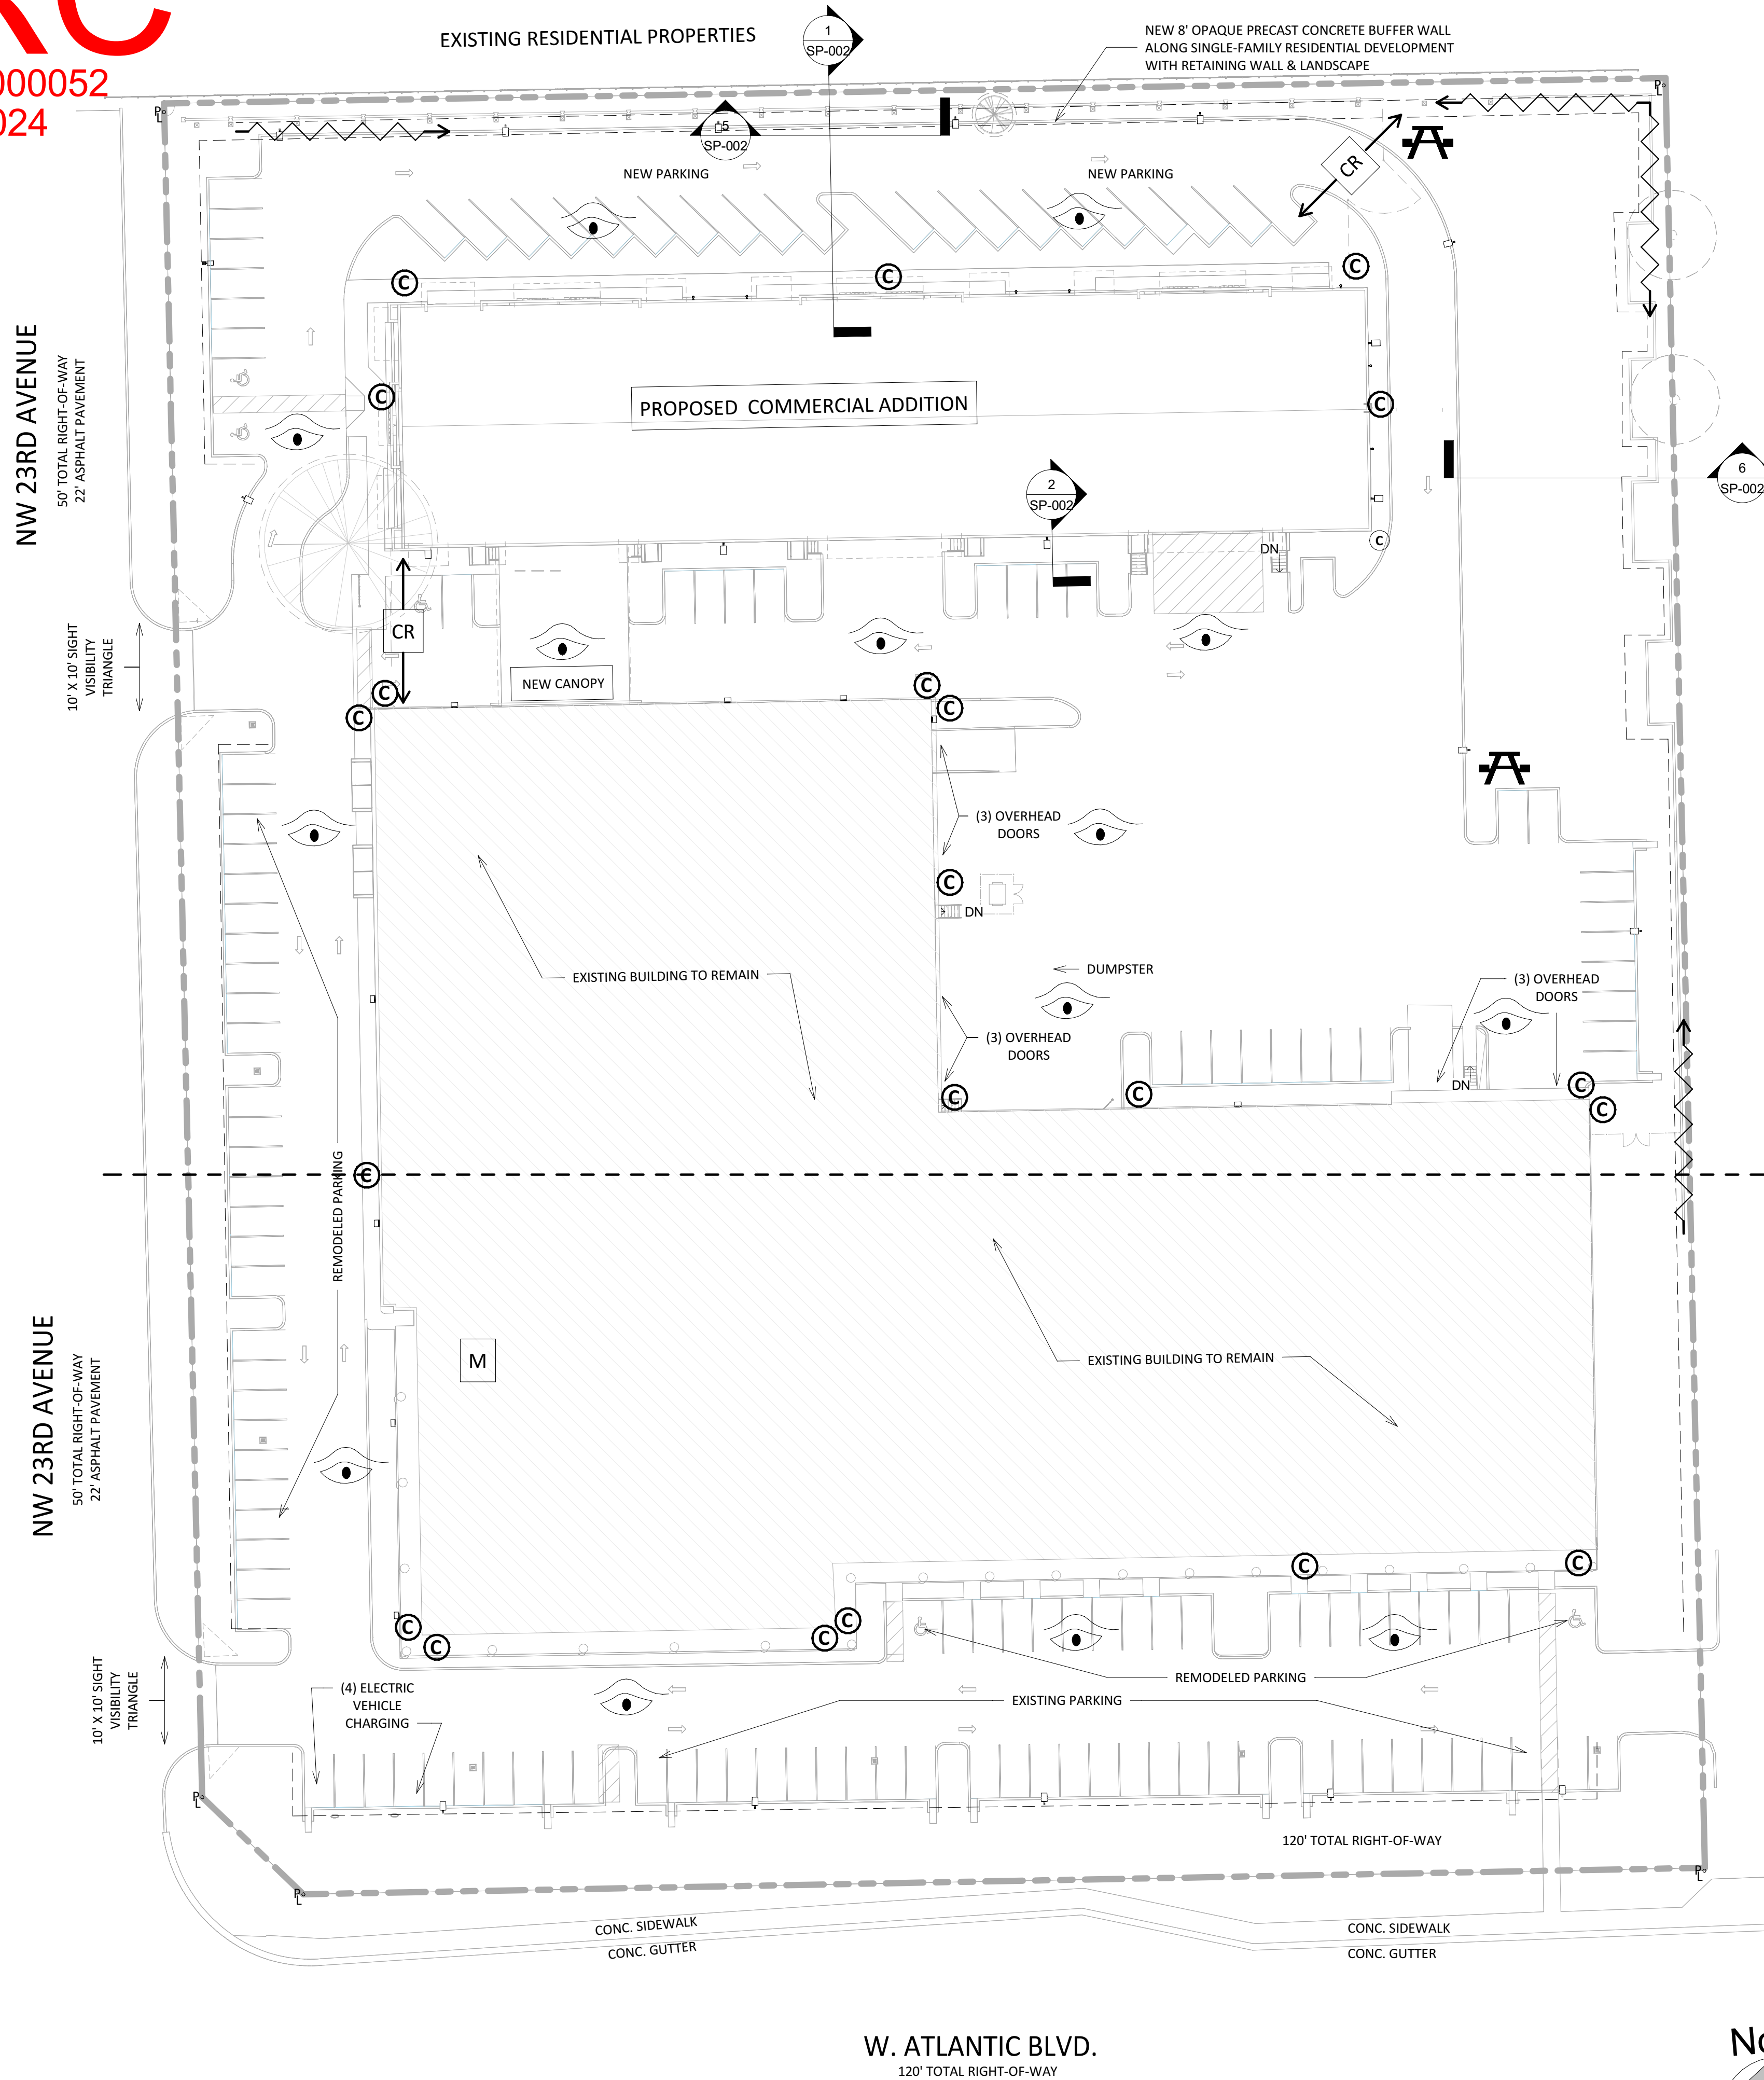 RC
000052
024
EXISTING RESIDENTIAL PROPERTIES
1
SP-002
NEW 8' OPAQUE PRECAST CONCRETE BUFFER WALL
ALONG SINGLE-FAMILY RESIDENTIAL DEVELOPMENT
WITH RETAINING WALL & LANDSCAPE
PL
PL
5
SP-002
NEW PARKING
NEW PARKING
CR
C
C
C
NW 23RD AVENUE
50' TOTAL RIGHT-OF-WAY
22' ASPHALT PAVEMENT
C
PROPOSED COMMERCIAL ADDITION
C
2
SP-002
6
SP-002
DN
C
CR
10' X 10' SIGHT
VISIBILITY
TRIANGLE
NEW CANOPY
C
C
C
C
(3) OVERHEAD
DOORS
C
DN
EXISTING BUILDING TO REMAIN
DUMPSTER
(3) OVERHEAD
DOORS
(3) OVERHEAD
DOORS
DN
C
C
C
C
REMODELED PARKING
C
NW 23RD AVENUE
50' TOTAL RIGHT-OF-WAY
22' ASPHALT PAVEMENT
M
EXISTING BUILDING TO REMAIN
C
C
C
C
C
C
REMODELED PARKING
10' X 10' SIGHT
VISIBILITY
TRIANGLE
(4) ELECTRIC
VEHICLE
CHARGING
EXISTING PARKING
PL
120' TOTAL RIGHT-OF-WAY
PL
PL
CONC. SIDEWALK
CONC. GUTTER
CONC. SIDEWALK
CONC. GUTTER
W. ATLANTIC BLVD.
120' TOTAL RIGHT-OF-WAY